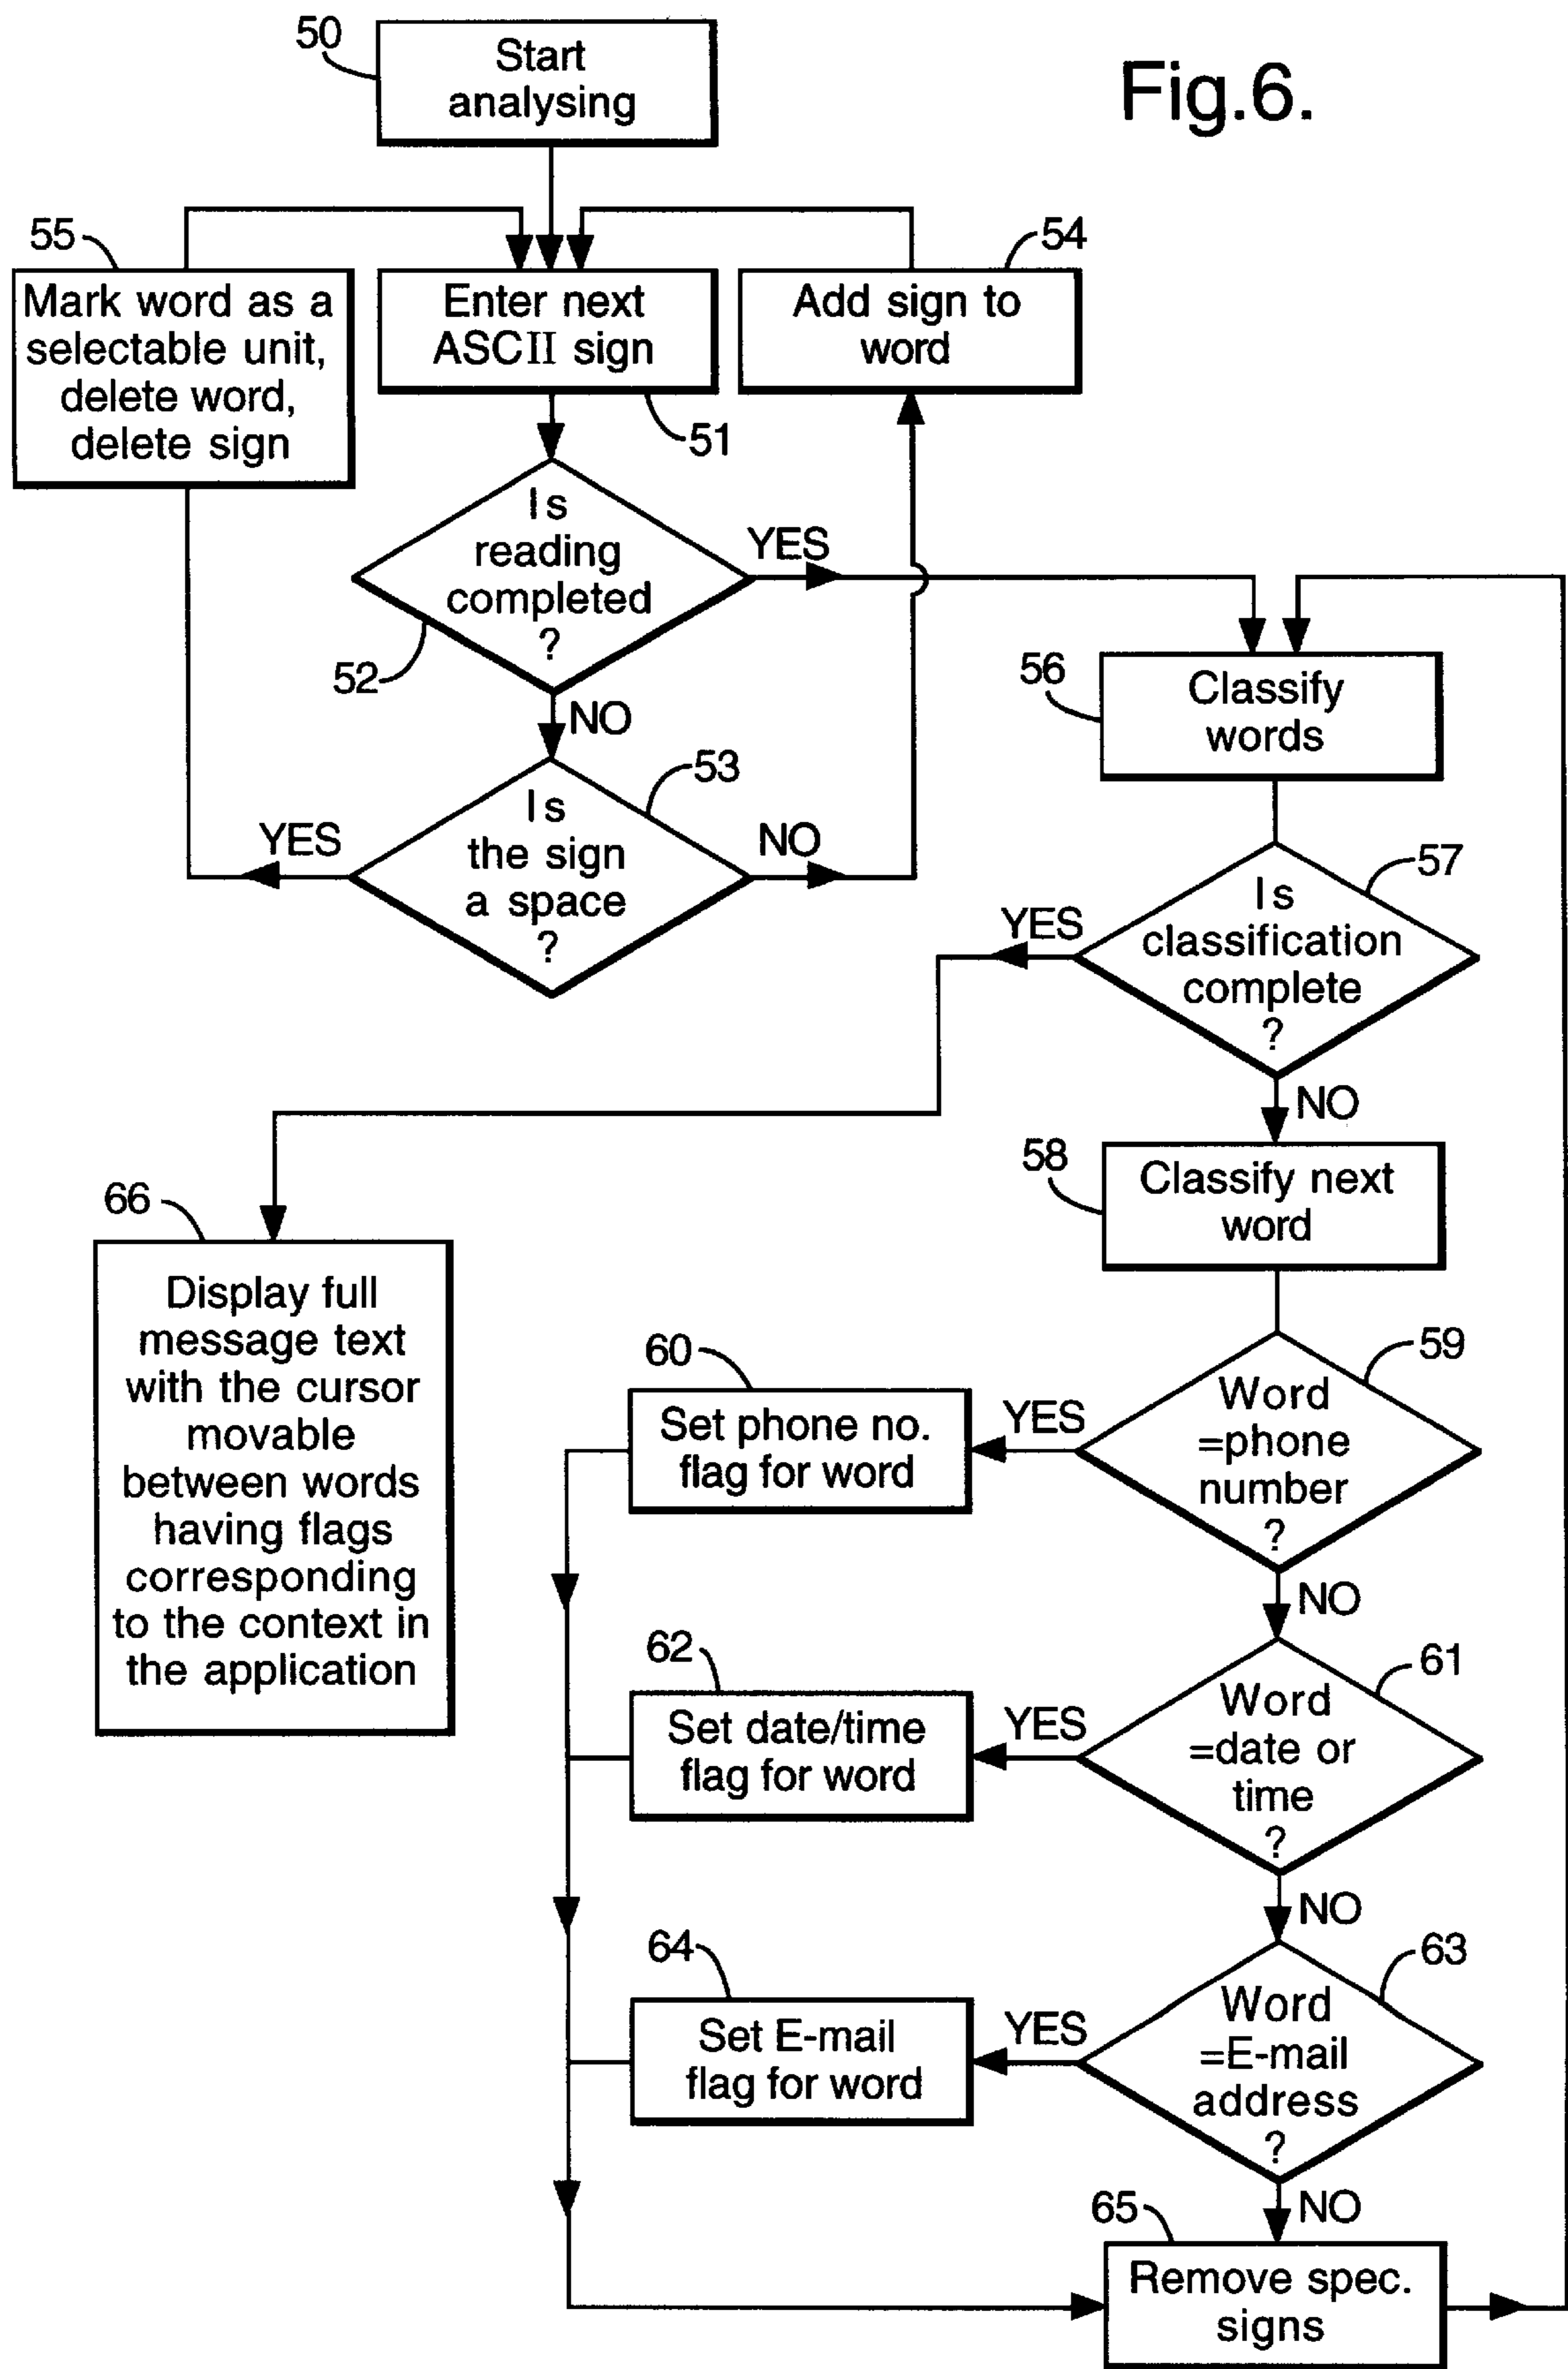 Fig.6.
50
Start
analysing
55
Mark word as a
selectable unit,
delete word,
delete sign
Enter next
ASCII sign
51
54
Add sign to
word
Is
reading
completed
?
52
YES
NO
Is
the sign
a space
?
53
YES
NO
56
Classify
words
57
Is
classification
complete
?
YES
NO
58
Classify next
word
66
Display full
message text
with the cursor
movable
between words
having flags
corresponding
to the context in
the application
59
Word
=phone
number
?
YES
60
Set phone no.
flag for word
NO
61
Word
=date or
time
?
YES
62
Set date/time
flag for word
NO
63
Word
=E-mail
address
?
YES
64
Set E-mail
flag for word
NO
65
Remove spec.
signs